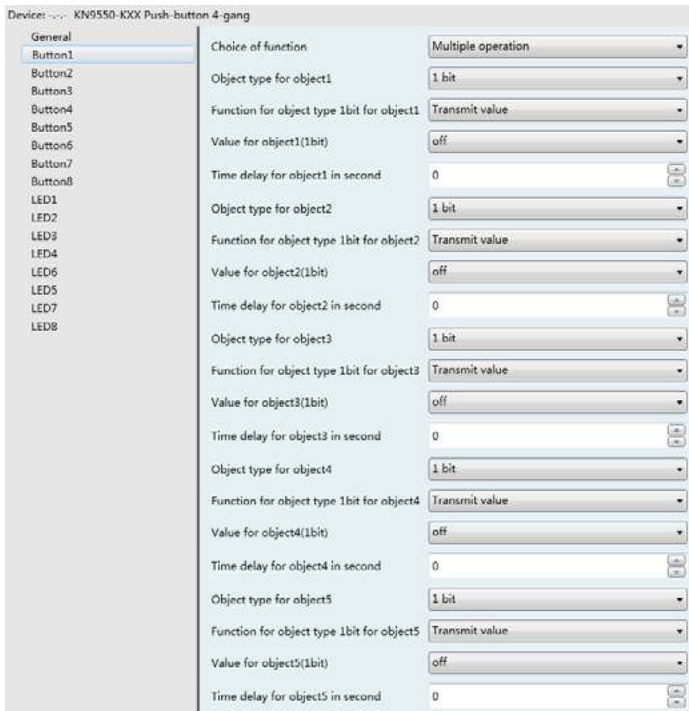 Device: -.-.- KN9550-KXX Push-button 4-gang
General
Button1
Button2
Button3
Button4
Button5
Button6
Button7
Button8
LED1
LED2
LED3
LED4
LED6
LED5
LED7
LED8
Choice of function Multiple operation
Object type for object1 1 bit
Function for object type 1bit for object1 Transmit value
Value for object1(1bit) off
Time delay for object1 in second 0
Object type for object2 1 bit
Function for object type 1bit for object2 Transmit value
Value for object2(1bit) off
Time delay for object2 in second 0
Object type for object3 1 bit
Function for object type 1bit for object3 Transmit value
Value for object3(1bit) off
Time delay for object3 in second 0
Object type for object4 1 bit
Function for object type 1bit for object4 Transmit value
Value for object4(1bit) off
Time delay for object4 in second 0
Object type for object5 1 bit
Function for object type 1bit for object5 Transmit value
Value for object5(1bit) off
Time delay for object5 in second 0